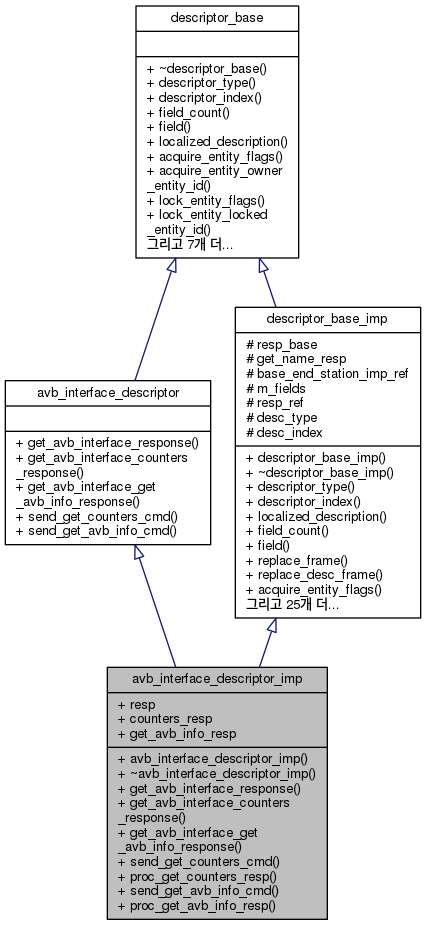 descriptor_base
+ ~descriptor_base()
+ descriptor_type()
+ descriptor_index()
+ field_count()
+ field()
+ localized_description()
+ acquire_entity_flags()
+ acquire_entity_owner
_entity_id()
+ lock_entity_flags()
+ lock_entity_locked
_entity_id()
그리고 7개 더...
descriptor_base_imp
# resp_base
# get_name_resp
# base_end_station_imp_ref
# m_fields
# resp_ref
# desc_type
# desc_index
+ descriptor_base_imp()
+ ~descriptor_base_imp()
+ descriptor_type()
+ descriptor_index()
+ localized_description()
+ field_count()
+ field()
+ replace_frame()
+ replace_desc_frame()
+ acquire_entity_flags()
그리고 25개 더...
avb_interface_descriptor
+ get_avb_interface_response()
+ get_avb_interface_counters
_response()
+ get_avb_interface_get
_avb_info_response()
+ send_get_counters_cmd()
+ send_get_avb_info_cmd()
avb_interface_descriptor_imp
+ resp
+ counters_resp
+ get_avb_info_resp
+ avb_interface_descriptor_imp()
+ ~avb_interface_descriptor_imp()
+ get_avb_interface_response()
+ get_avb_interface_counters
_response()
+ get_avb_interface_get
_avb_info_response()
+ send_get_counters_cmd()
+ proc_get_counters_resp()
+ send_get_avb_info_cmd()
+ proc_get_avb_info_resp()